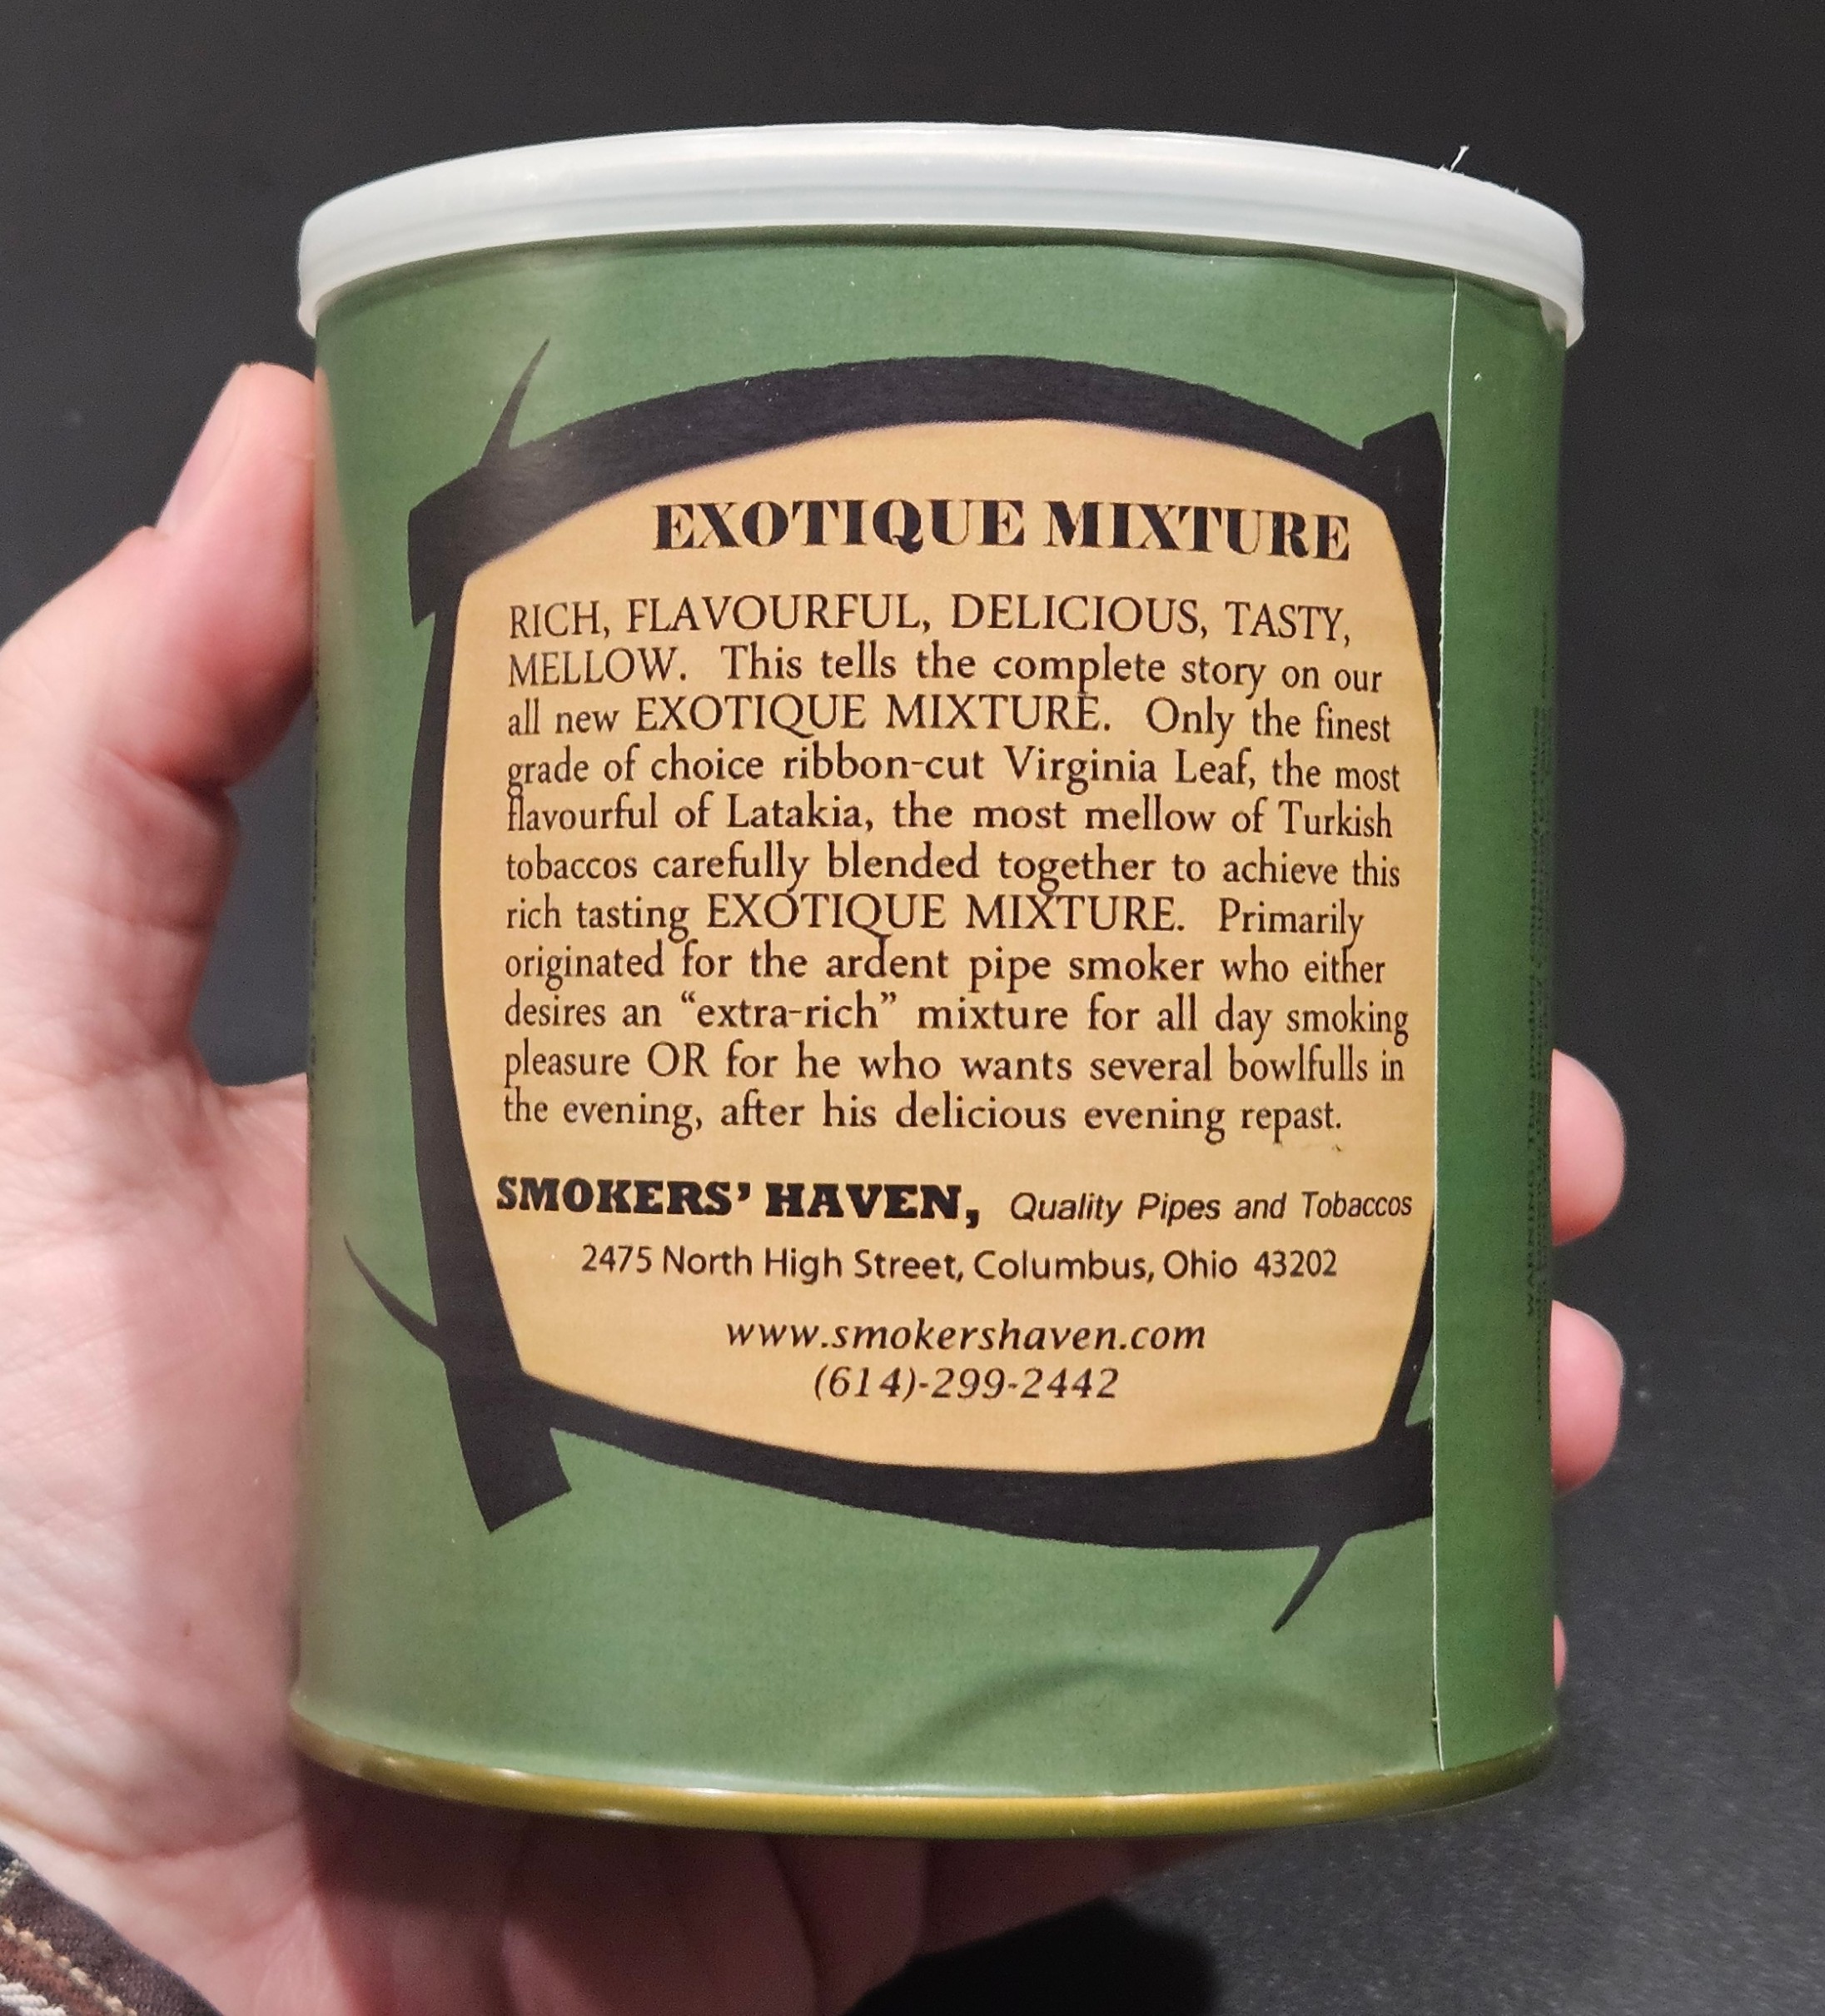 EXOTIQUE MIXTURE
RICH, FLAVOURFUL, DELICIOUS, TASTY,
MELLOW. This tells the complete story on our
all new EXOTIQUE MIXTURE. Only the finest
grade of choice ribbon-cut Virginia Leaf, the most
flavourful of Latakia, the most mellow of Turkish
tobaccos carefully blended together to achieve this
rich tasting EXOTIQUE MIXTURE. Primarily
originated for the ardent pipe smoker who either
desires an “extra-rich” mixture for all day smoking
pleasure OR for he who wants several bowlfulls in
the evening, after his delicious evening repast.
SMOKERS’ HAVEN, Quality Pipes and Tobaccos
2475 North High Street, Columbus, Ohio 43202
www.smokershaven.com
(614)-299-2442